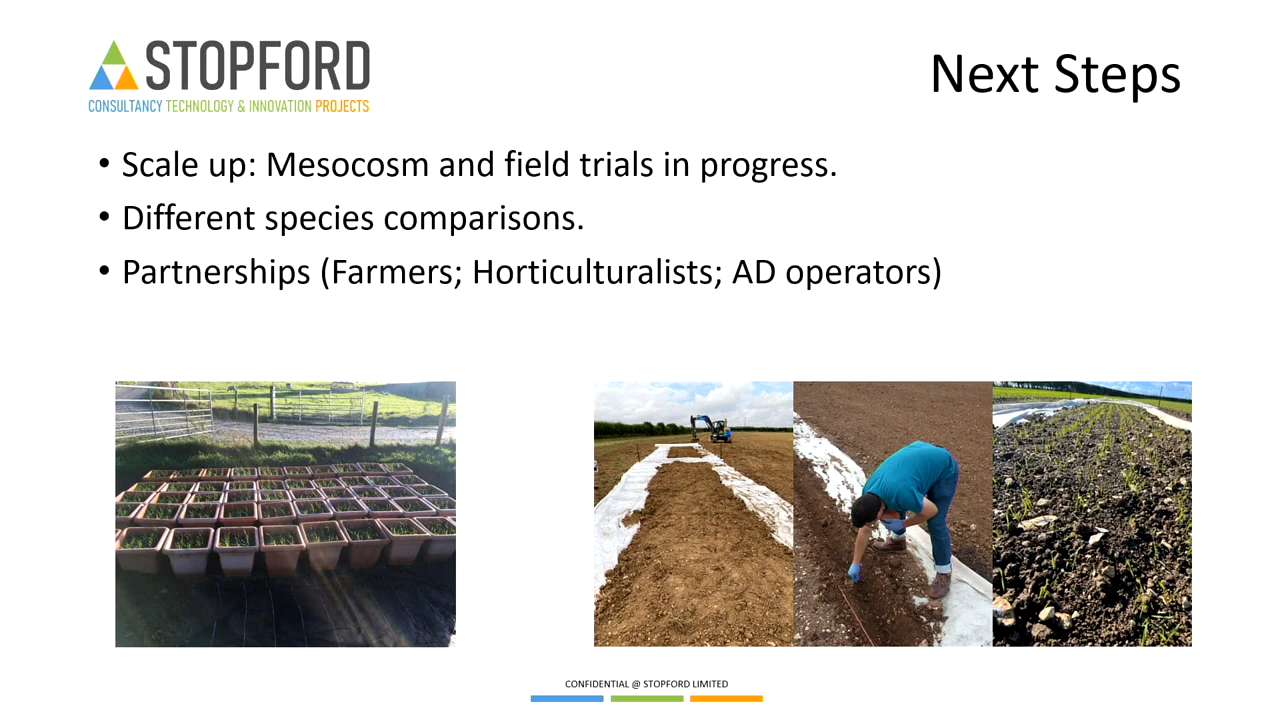 STOPFORD
CONSULTANCY TECHNOLOGY & INNOVATION PROJECTS
Next Steps
• Scale up: Mesocosm and field trials in progress.
• Different species comparisons.
• Partnerships (Farmers; Horticulturalists; AD operators)
CONFIDENTIAL @ STOPFORD LIMITED